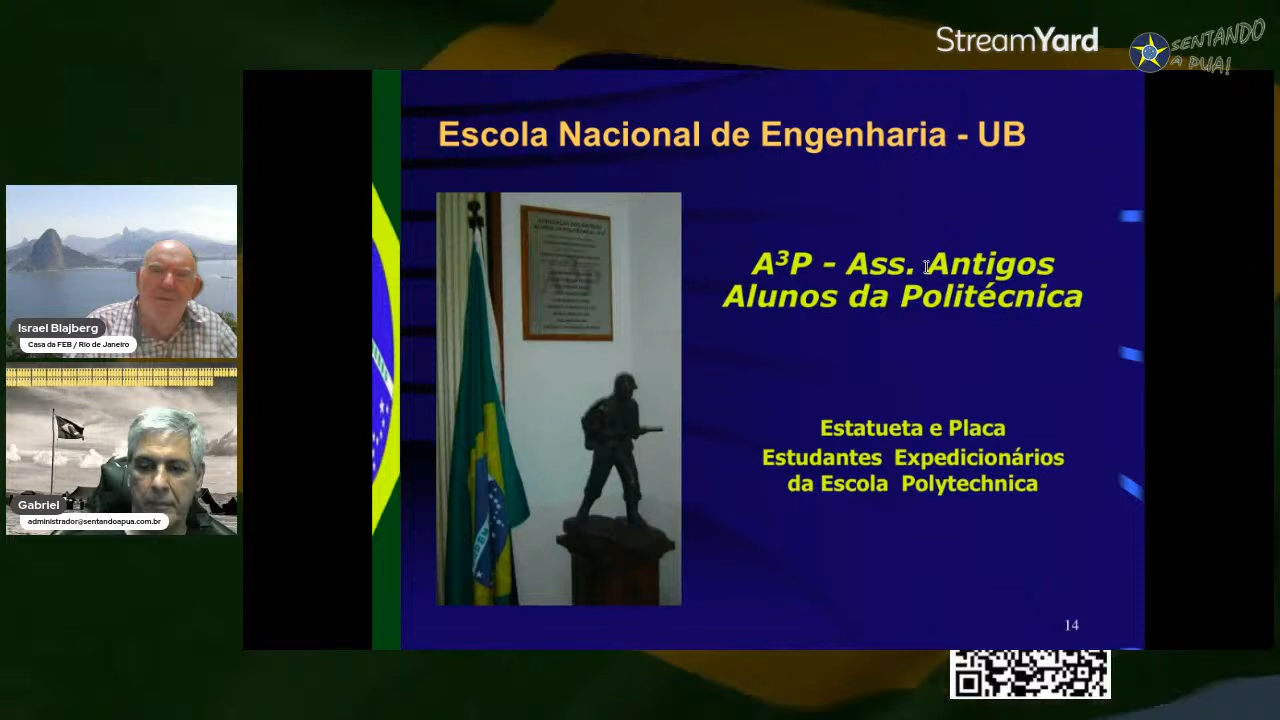 StreamYard
SENTANDO
A PUA!
Escola Nacional de Engenharia - UB
A³P - Ass. Antigos
Alunos da Politécnica
Estatueta e Placa
Estudantes Expedicionários
da Escola Polytechnica
14
Israel Blajberg
Casa da FEB / Rio de Janeiro
Gabriel
administrador@sentandoapua.com.br